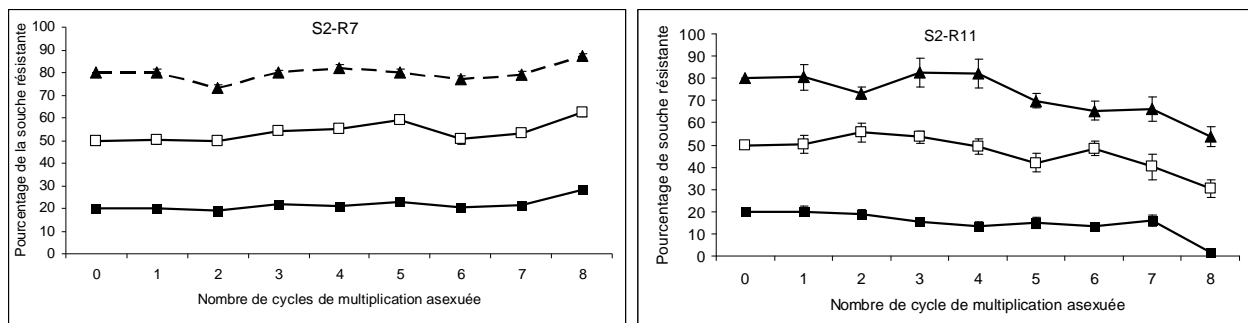 S2-R7
Pourcentage de la souche résistante
100
90
80
70
60
50
40
30
20
10
0
0 1 2 3 4 5 6 7 8
Nombre de cycles de multiplication asexuée
S2-R11
Pourcentage de souche résistante
100
90
80
70
60
50
40
30
20
10
0
0 1 2 3 4 5 6 7 8
Nombre de cycle de multiplication asexuée